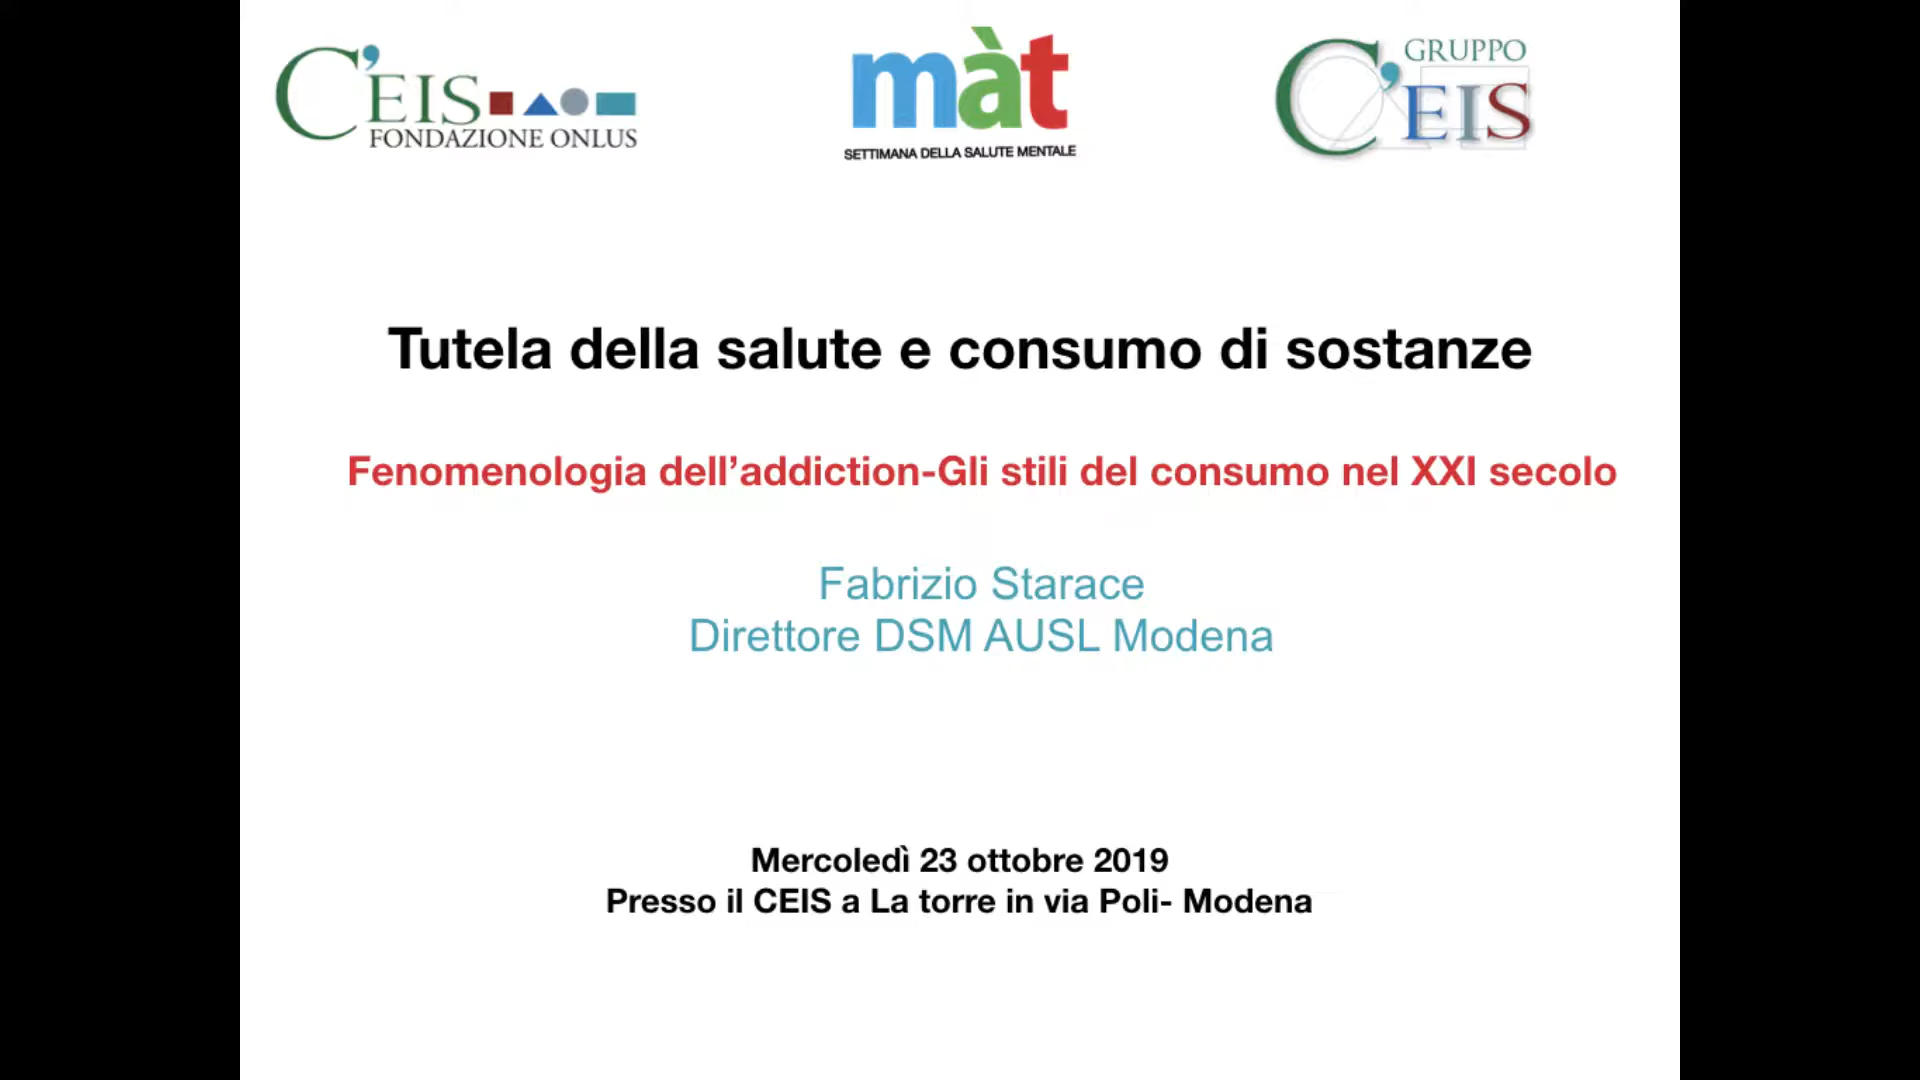 C'EIS
FONDAZIONE ONLUS
màt
SETTIMANA DELLA SALUTE MENTALE
GRUPPO
C'EIS
Tutela della salute e consumo di sostanze
Fenomenologia dell’addiction-Gli stili del consumo nel XXI secolo
Fabrizio Starace
Direttore DSM AUSL Modena
Mercoledì 23 ottobre 2019
Presso il CEIS a La torre in via Poli- Modena